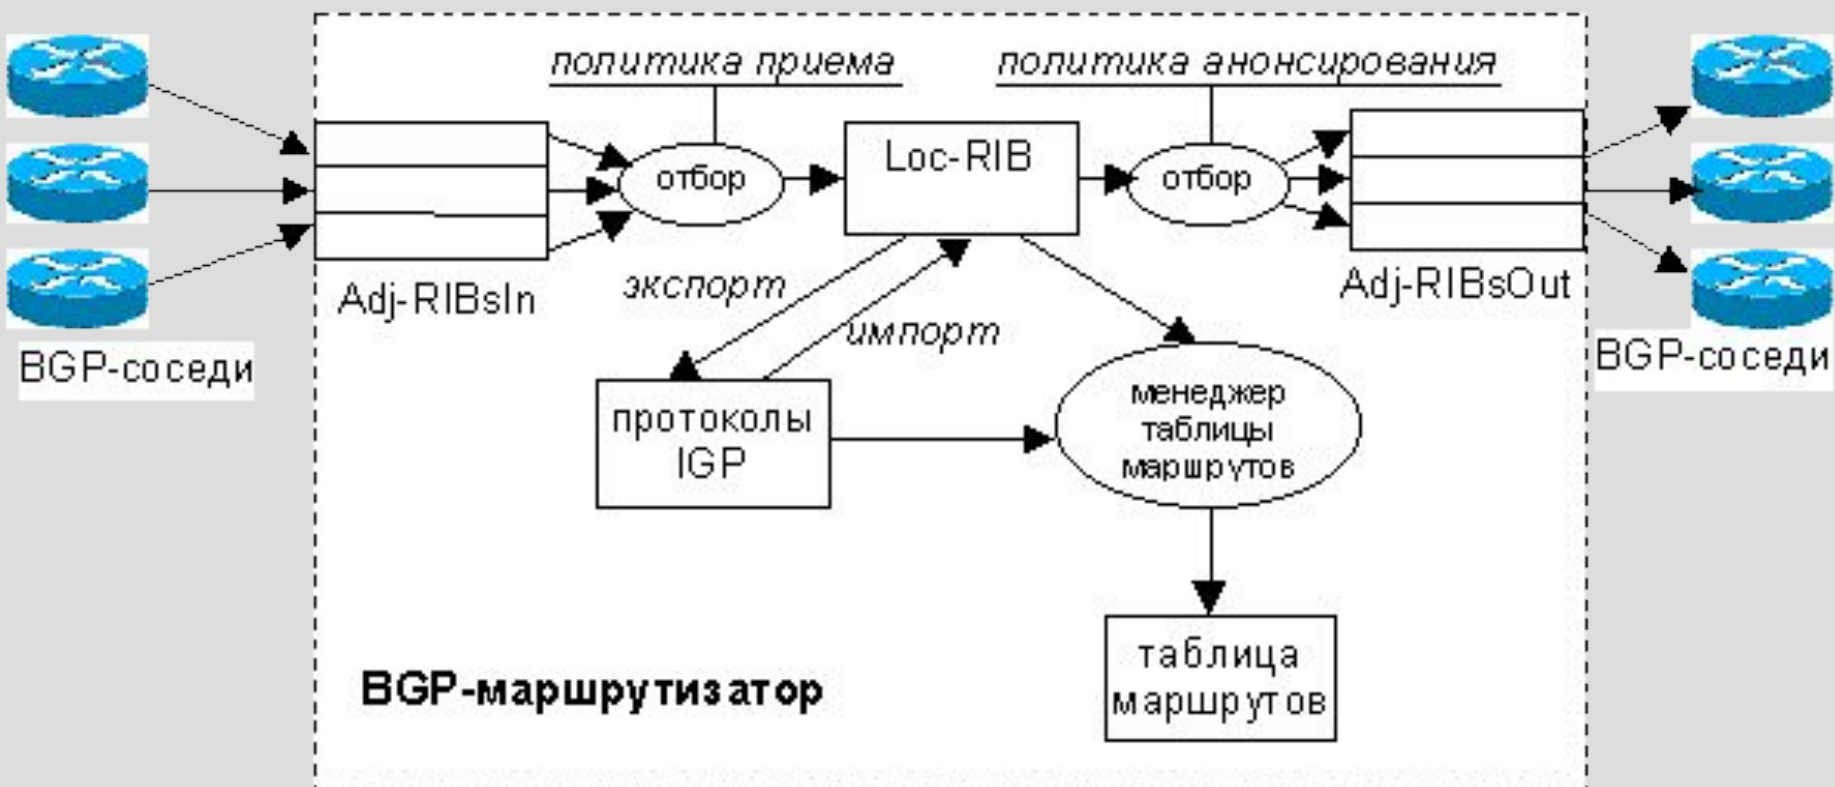 политика приема
политика анонсирования
отбор
Loc-RIB
отбор
Adj-RIBsIn
экспорт
импорт
Adj-RIBsOut
BGP-соседи
BGP-соседи
протоколы
IGP
менеджер
таблицы
маршрутов
таблица
маршрутов
BGP-маршрутизатор